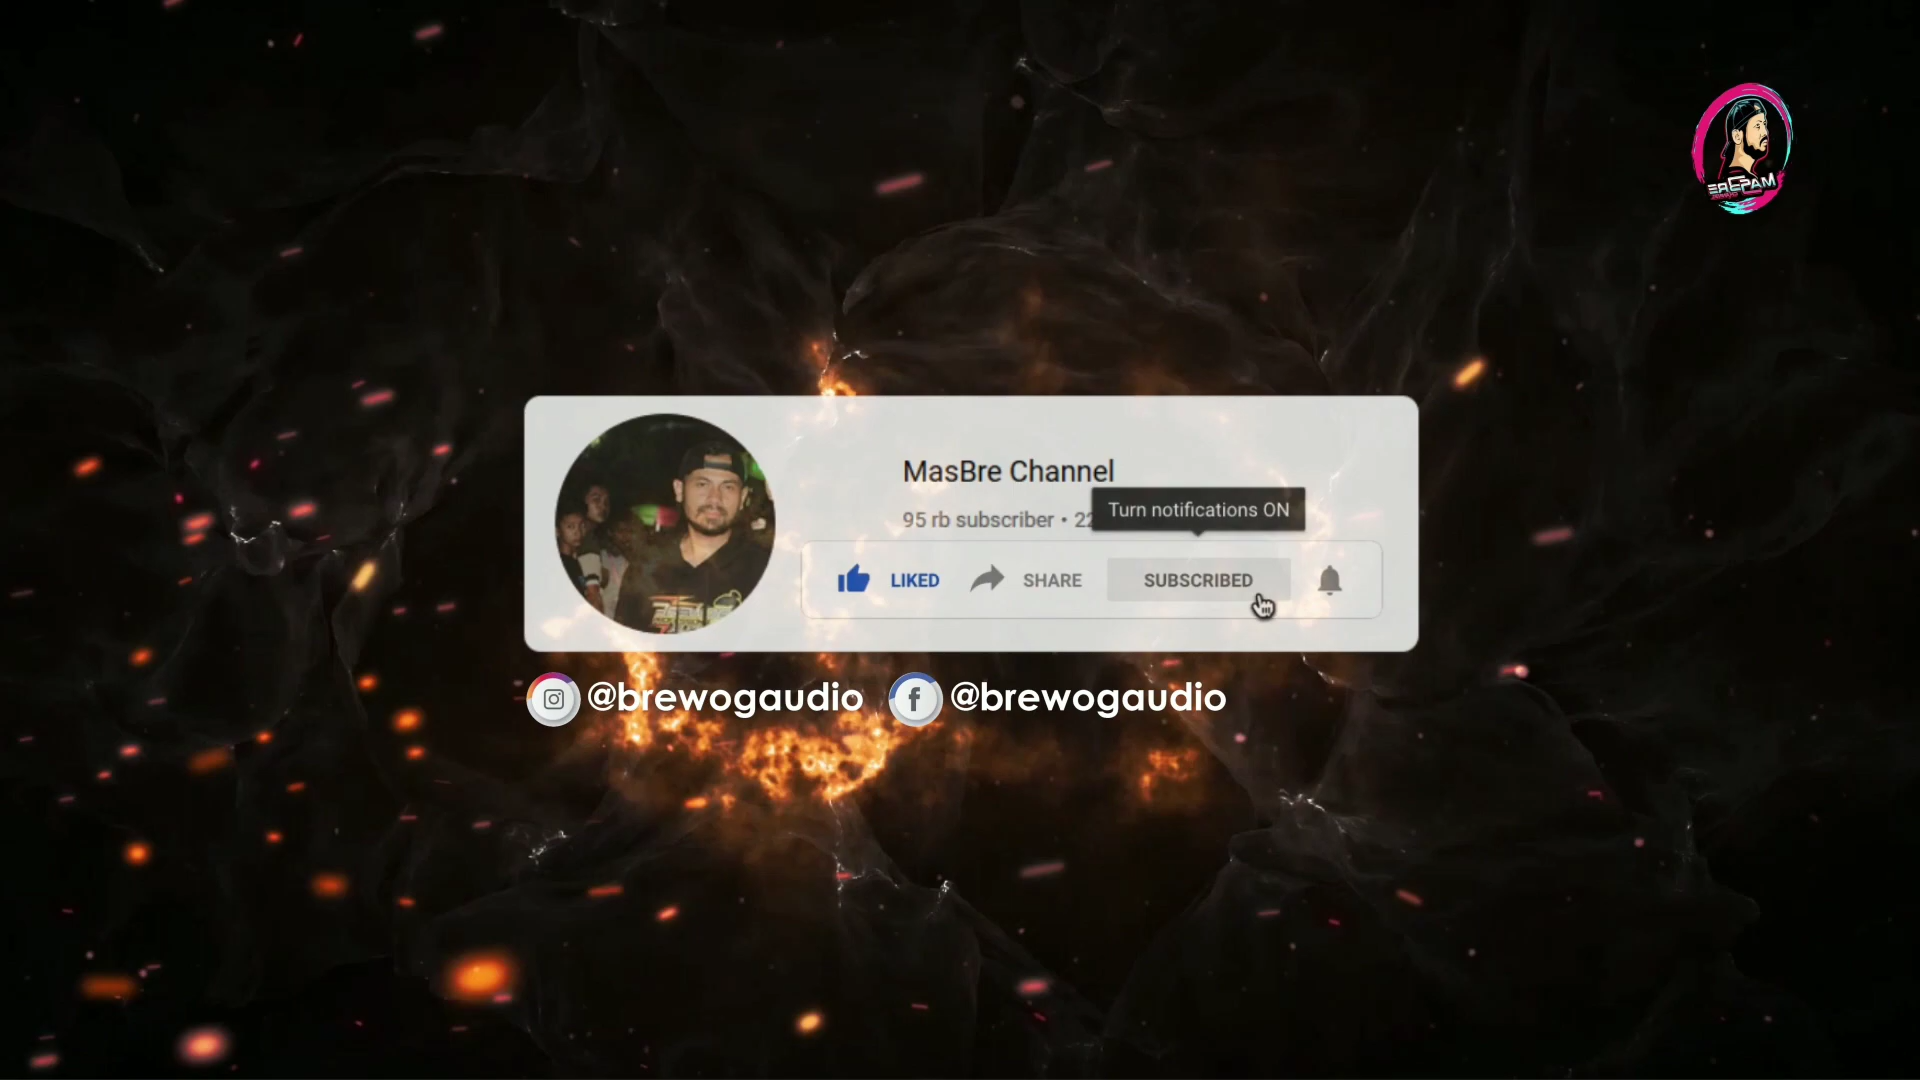 MasBre Channel
95 rb subscriber • 22
Turn notifications ON
LIKED SHARE SUBSCRIBED
@brewogaudio @brewogaudio